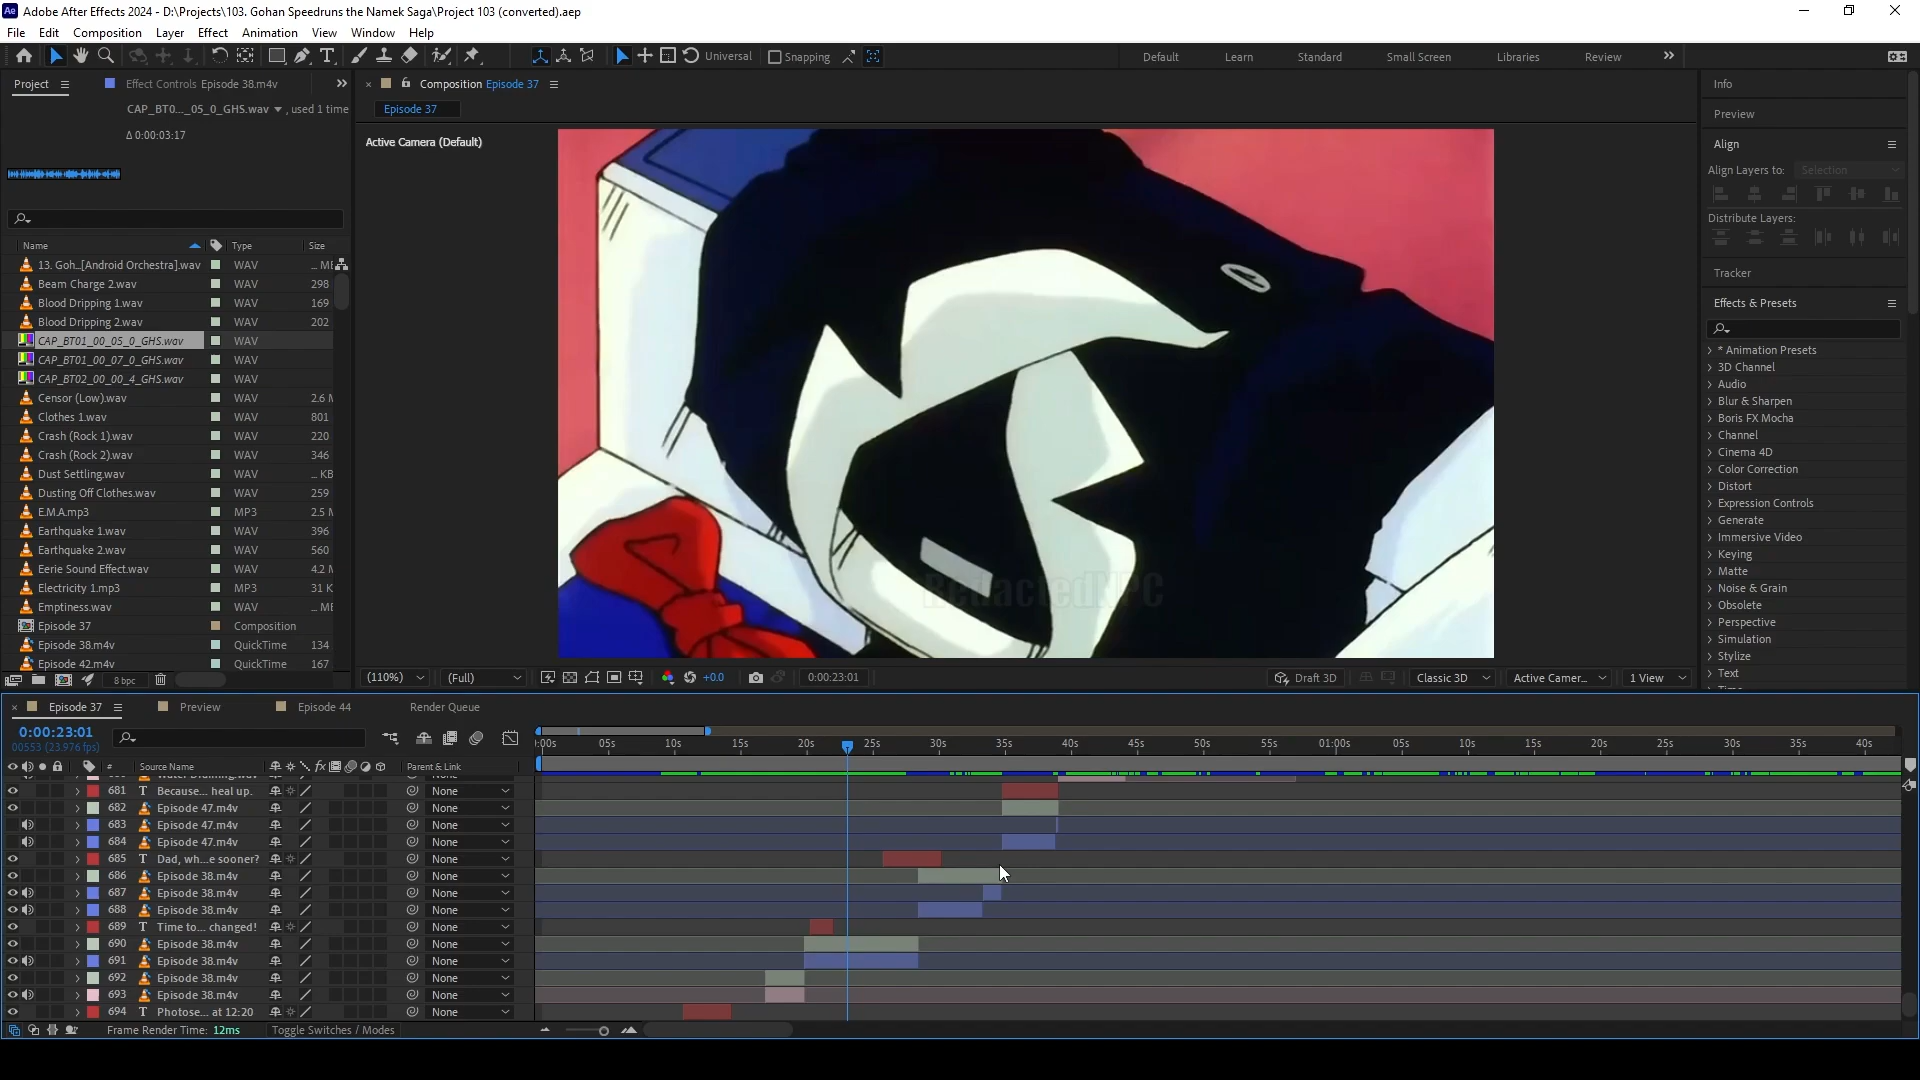 Adobe After Effects 2024 - D:\Projects\103. Gohan Speedruns the Namek Saga\Project 103 (converted).aep
File Edit Composition Layer Effect Animation View Window Help
Universal Snapping Default Learn Standard Small Screen Libraries Review
Project Effect Controls Episode 38.m4v
CAP_BT0..._05_0_GHS.wav , used 1 time
Δ 0:00:03:17
Name Type Size
13. Goh...[Android Orchestra].wav WAV ... ME
Beam Charge 2.wav WAV 298
Blood Dripping 1.wav WAV 169
Blood Dripping 2.wav WAV 202
CAP_BT01_00_05_0_GHS.wav WAV
CAP_BT01_00_07_0_GHS.wav WAV
CAP_BT02_00_00_4_GHS.wav WAV
Censor (Low).wav WAV 2.6 M
Clothes 1.wav WAV 801
Crash (Rock 1).wav WAV 220
Crash (Rock 2).wav WAV 346
Dust Settling.wav WAV ... KB
Dusting Off Clothes.wav WAV 259
E.M.A.mp3 MP3 2.5 M
Earthquake 1.wav WAV 396
Earthquake 2.wav WAV 560
Eerie Sound Effect.wav WAV 4.2 M
Electricity 1.mp3 MP3 31 K
Emptiness.wav WAV ... ME
Episode 37 Composition
Episode 38.m4v QuickTime 134
Episode 42.m4v QuickTime 167
8 bpc
Composition Episode 37
Episode 37
Active Camera (Default)
RedactedNPC
(110%) (Full) +0.0 0:00:23:01 Draft 3D Classic 3D Active Camer... 1 View
Info
Preview
Align
Align Layers to: Selection
Distribute Layers:
Tracker
Effects & Presets
* Animation Presets
3D Channel
Audio
Blur & Sharpen
Boris FX Mocha
Channel
Cinema 4D
Color Correction
Distort
Expression Controls
Generate
Immersive Video
Keying
Matte
Noise & Grain
Obsolete
Perspective
Simulation
Stylize
Text
Episode 37 Preview Episode 44 Render Queue
0:00:23:01
00553 (23.976 fps)
):00s 05s 10s 15s 20s 25s 30s 35s 40s 45s 50s 55s 01:00s 05s 10s 15s 20s 25s 30s 35s 40s
# Source Name fx Parent & Link
681 T Because... heal up. None
682 Episode 47.m4v None
683 Episode 47.m4v None
684 Episode 47.m4v None
685 T Dad, wh...e sooner? None
686 Episode 38.m4v None
687 Episode 38.m4v None
688 Episode 38.m4v None
689 T Time to... changed! None
690 Episode 38.m4v None
691 Episode 38.m4v None
692 Episode 38.m4v None
693 Episode 38.m4v None
694 T Photose... at 12:20 None
Frame Render Time: 12ms Toggle Switches / Modes